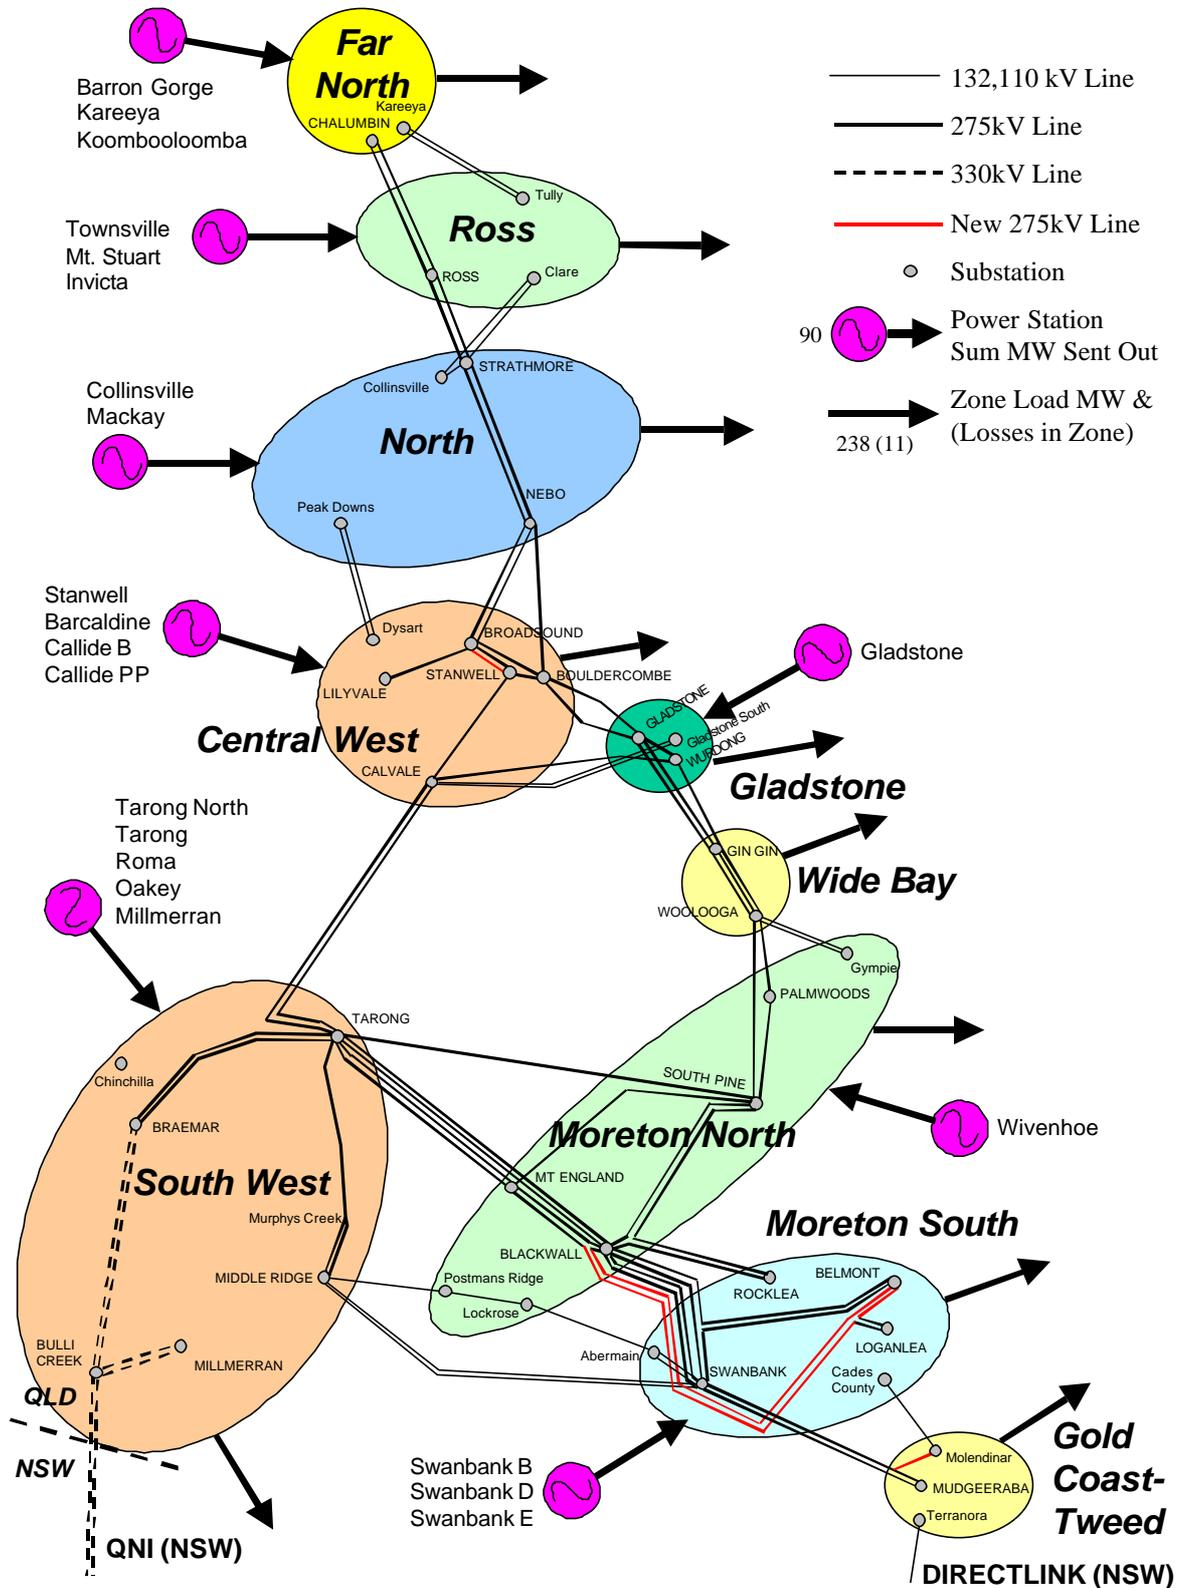 Far
North
Kareeya
CHALUMBIN
Barron Gorge
Kareeya
Koombooloomba
132,110 kV Line
275kV Line
330kV Line
New 275kV Line
Substation
90
Power Station
Sum MW Sent Out
Zone Load MW &
(Losses in Zone)
238 (11)
Tully
Ross
Townsville
Mt. Stuart
Invicta
ROSS
Clare
STRATHMORE
Collinsville
Collinsville
Mackay
North
NEBO
Peak Downs
Stanwell
Barcaldine
Callide B
Callide PP
Dysart
BROADSOUND
STANWELL
BOULDERCOMBE
LILYVALE
Central West
CALVALE
Gladstone
GLADSTONE
Gladstone South
WURDONG
Gladstone
Tarong North
Tarong
Roma
Oakey
Millmerran
GIN GIN
Wide Bay
WOOLOOGA
Gympie
PALMWOODS
TARONG
Chinchilla
SOUTH PINE
BRAEMAR
Moreton North
Wivenhoe
South West
MT ENGLAND
Murphys Creek
Moreton South
BLACKWALL
MIDDLE RIDGE
Postmans Ridge
Lockrose
ROCKLEA
BELMONT
LOGANLEA
BULLI
CREEK
MILLMERRAN
Abermain
SWANBANK
Cades
County
QLD
NSW
Swanbank B
Swanbank D
Swanbank E
Molendinar
MUDGEERABA
Terranora
Gold
Coast-
Tweed
QNI (NSW)
DIRECTLINK (NSW)